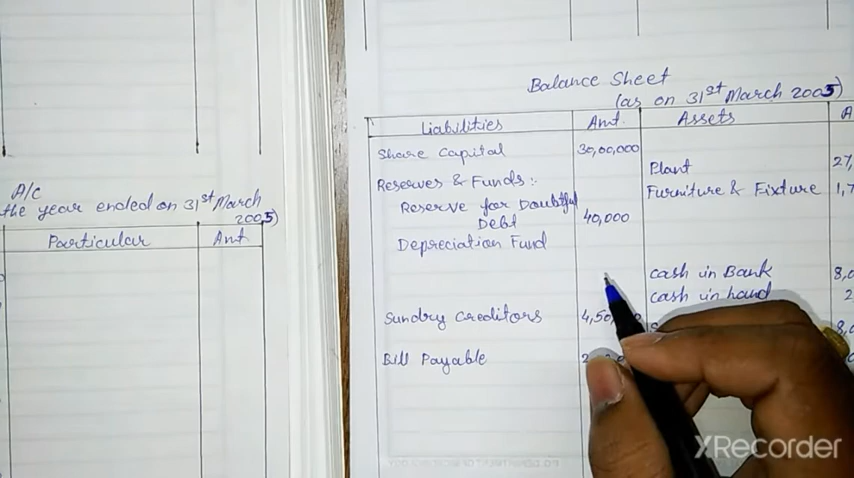 A/C
the year ended on 31st March
2005)
Particular Amt
Balance Sheet
(as on 31st March 2005)
Liabilities Amt. Assets
Share Capital 30,00,000
Plant
Reserves & Funds :-
Furniture & Fixture
Reserve for Doubtful
Debt 40,000
Depreciation Fund
Cash in Bank
Cash in hand
Sundry Creditors
Bill Payable
XRecorder